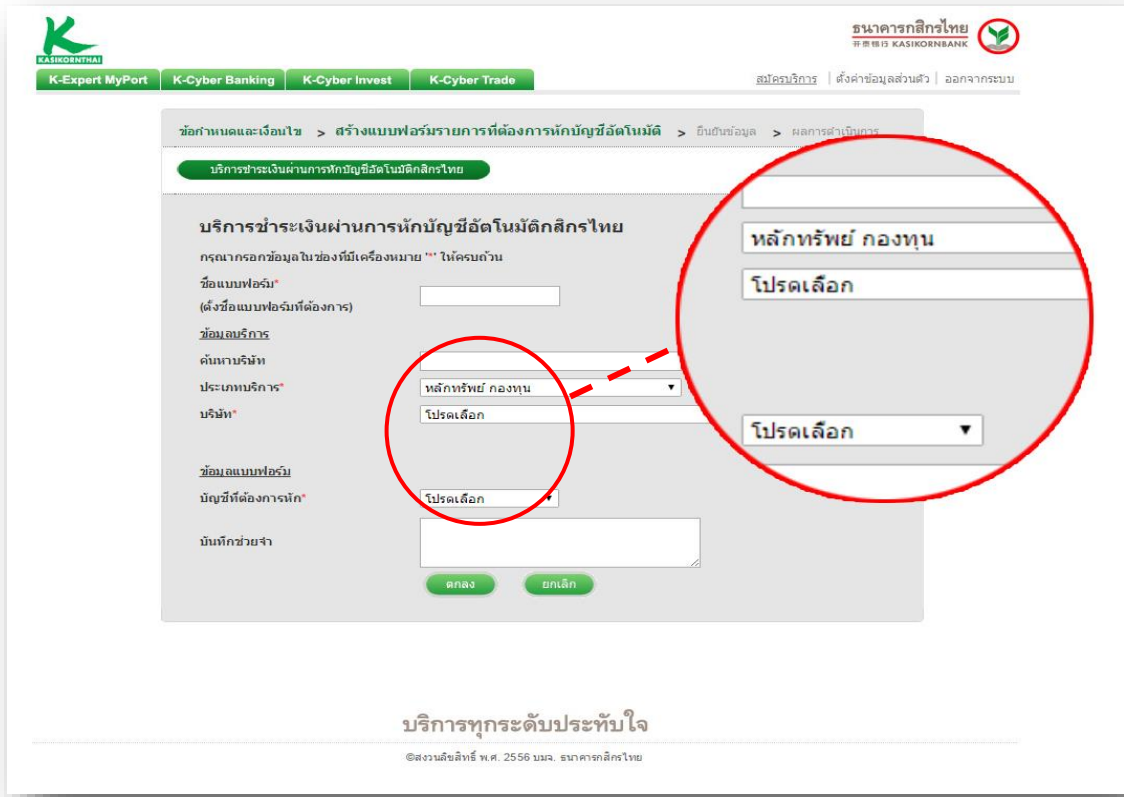 KASIKORNTHAI
ธนาคารกสิกรไทย
开泰银行 KASIKORNBANK
K-Expert MyPort K-Cyber Banking K-Cyber Invest K-Cyber Trade
สมัครบริการ | ตั้งค่าข้อมูลส่วนตัว | ออกจากระบบ
ข้อกำหนดและเงื่อนไข > สร้างแบบฟอร์มรายการที่ต้องการหักบัญชีอัตโนมัติ > ยืนยันข้อมูล > ผลการดำเนินการ
บริการชำระเงินผ่านการหักบัญชีอัตโนมัติกสิกรไทย
บริการชำระเงินผ่านการหักบัญชีอัตโนมัติกสิกรไทย
กรุณากรอกข้อมูลในช่องที่มีเครื่องหมาย '*' ให้ครบถ้วน
ชื่อแบบฟอร์ม*
(ตั้งชื่อแบบฟอร์มที่ต้องการ)
ข้อมูลบริการ
ค้นหาบริษัท
ประเภทบริการ* หลักทรัพย์ กองทุน
บริษัท* โปรดเลือก
ข้อมูลแบบฟอร์ม
บัญชีที่ต้องการหัก* โปรดเลือก
บันทึกช่วยจำ
ตกลง ยกเลิก
หลักทรัพย์ กองทุน
โปรดเลือก
โปรดเลือก
บริการทุกระดับประทับใจ
©สงวนลิขสิทธิ์ พ.ศ. 2556 บมจ. ธนาคารกสิกรไทย